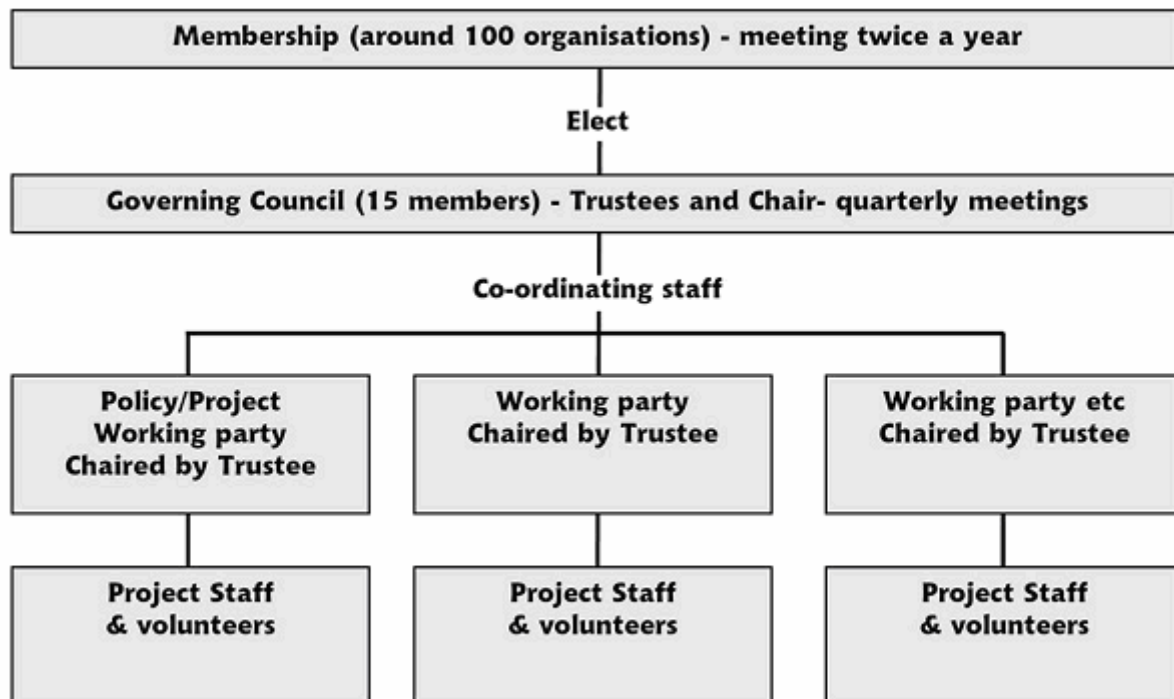 Membership (around 100 organisations) - meeting twice a year
Elect
Governing Council (15 members) - Trustees and Chair- quarterly meetings
Co-ordinating staff
Policy/Project
Working party
Chaired by Trustee
Working party
Chaired by Trustee
Working party etc
Chaired by Trustee
Project Staff
& volunteers
Project Staff
& volunteers
Project Staff
& volunteers